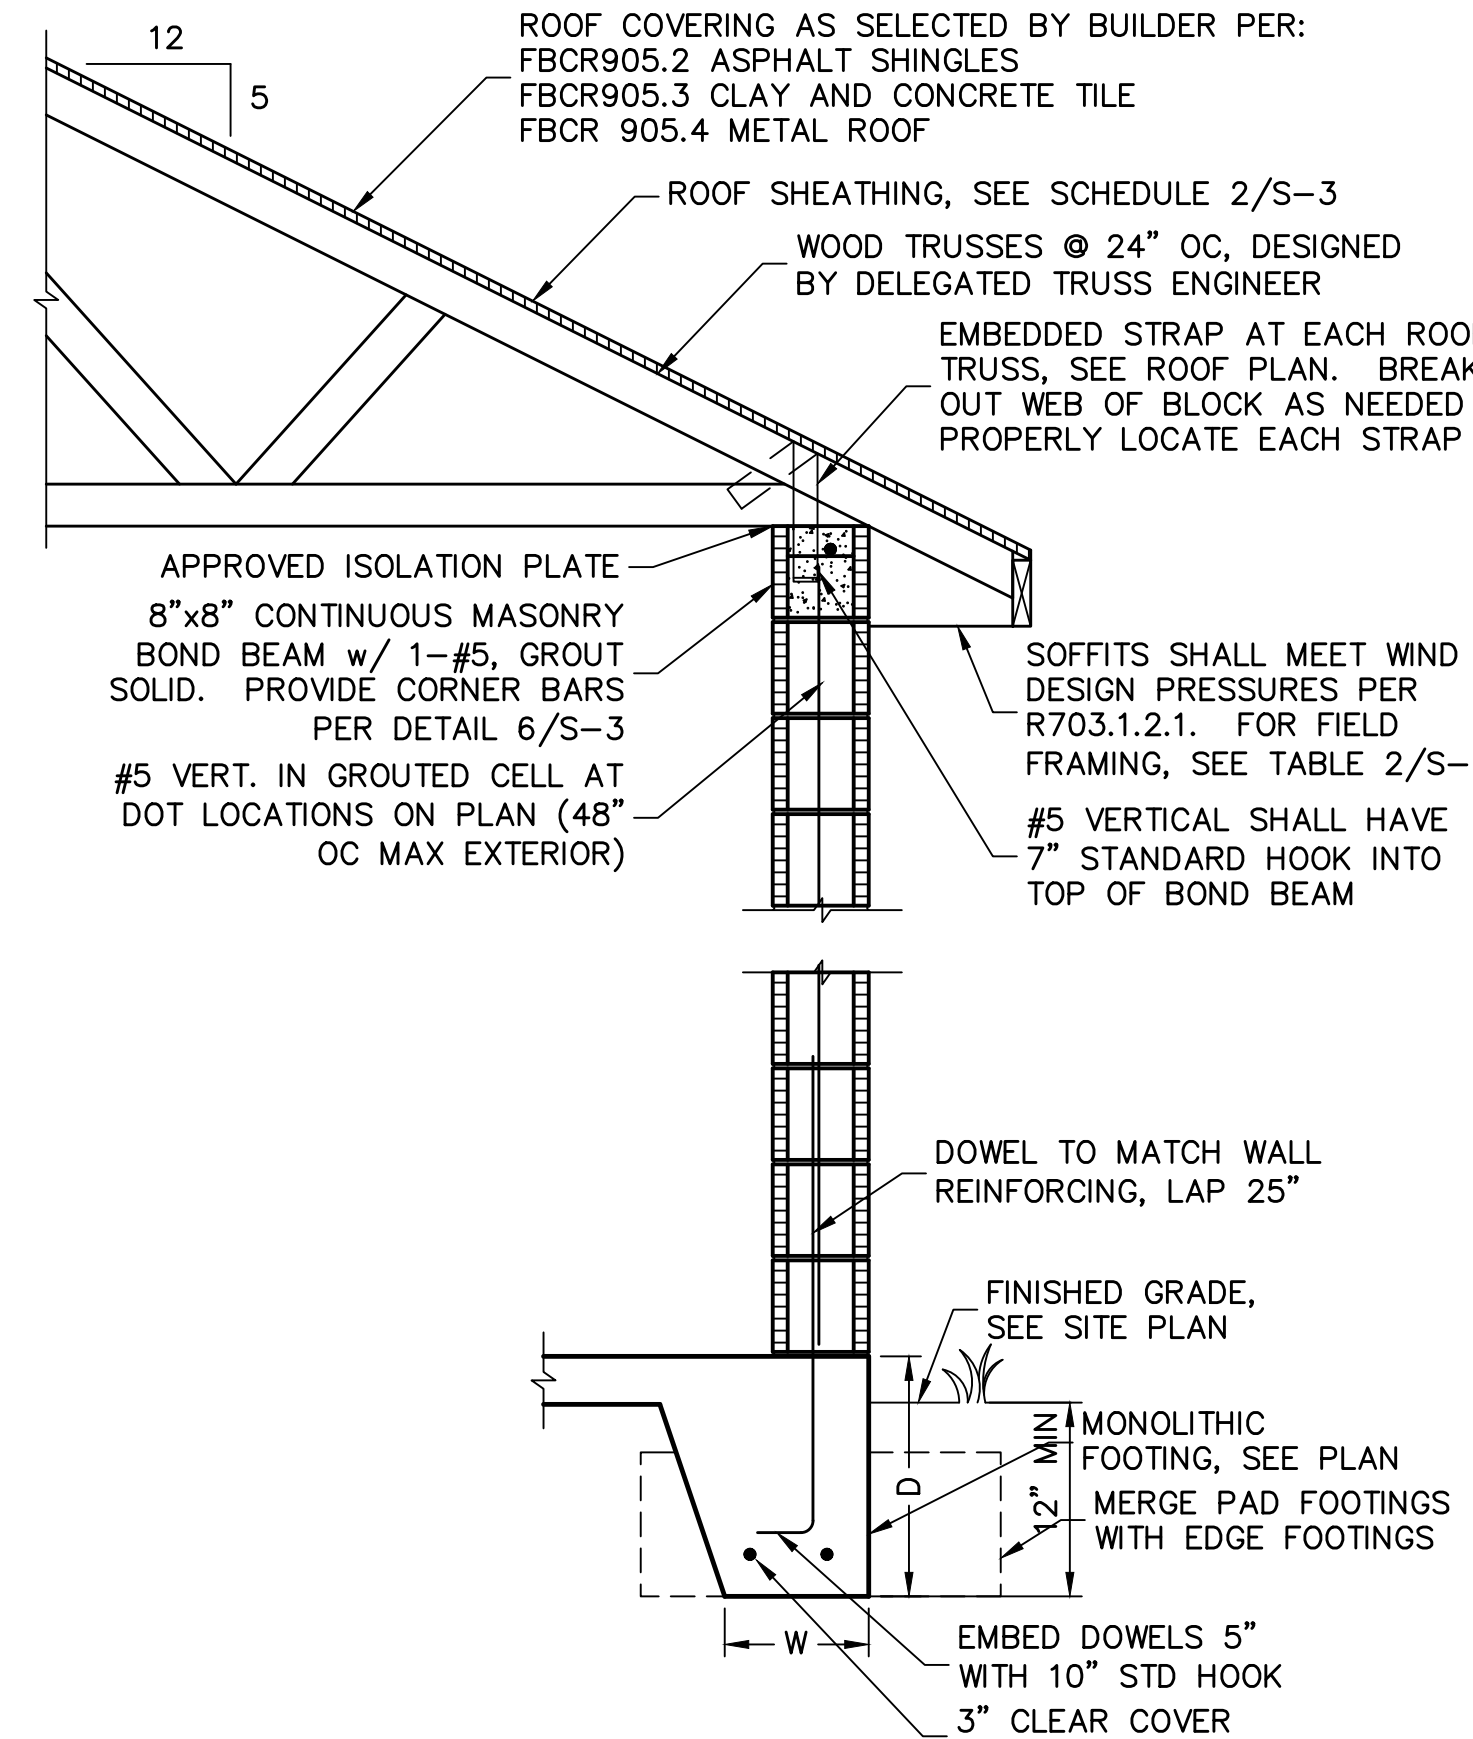 12
5
ROOF COVERING AS SELECTED BY BUILDER PER:
FBCR905.2 ASPHALT SHINGLES
FBCR905.3 CLAY AND CONCRETE TILE
FBCR 905.4 METAL ROOF
ROOF SHEATHING, SEE SCHEDULE 2/S-3
WOOD TRUSSES @ 24" OC, DESIGNED
BY DELEGATED TRUSS ENGINEER
EMBEDDED STRAP AT EACH
TRUSS, SEE ROOF PLAN. BREAK
OUT WEB OF BLOCK AS NEEDED
PROPERLY LOCATE EACH STRAP
APPROVED ISOLATION PLATE
8"x8" CONTINUOUS MASONRY
BOND BEAM w/ 1-#5, GROUT
SOLID. PROVIDE CORNER BARS
PER DETAIL 6/S-3
#5 VERT. IN GROUTED CELL AT
DOT LOCATIONS ON PLAN (48"
OC MAX EXTERIOR)
SOFFITS SHALL MEET WIND
DESIGN PRESSURES PER
R703.1.2.1. FOR FIELD
FRAMING, SEE TABLE 2/S-
#5 VERTICAL SHALL HAVE
7" STANDARD HOOK INTO
TOP OF BOND BEAM
DOWEL TO MATCH WALL
REINFORCING, LAP 25"
FINISHED GRADE,
SEE SITE PLAN
MONOLITHIC
FOOTING, SEE PLAN
12" MIN
D
MERGE PAD FOOTINGS
WITH EDGE FOOTINGS
W
EMBED DOWELS 5"
WITH 10" STD HOOK
3" CLEAR COVER